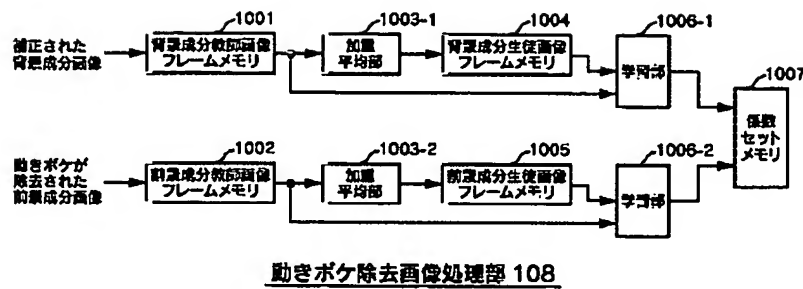 1001
1003-1
1004
1006-1
補正された
背景成分画像
背景成分教師画像
フレームメモリ
加重
平均部
背景成分生徒画像
フレームメモリ
学習部
1007
係数
セット
メモリ
1002
1003-2
1005
1006-2
動きボケが
除去された
前景成分画像
前景成分教師画像
フレームメモリ
加重
平均部
前景成分生徒画像
フレームメモリ
学習部
動きボケ除去画像処理部 108